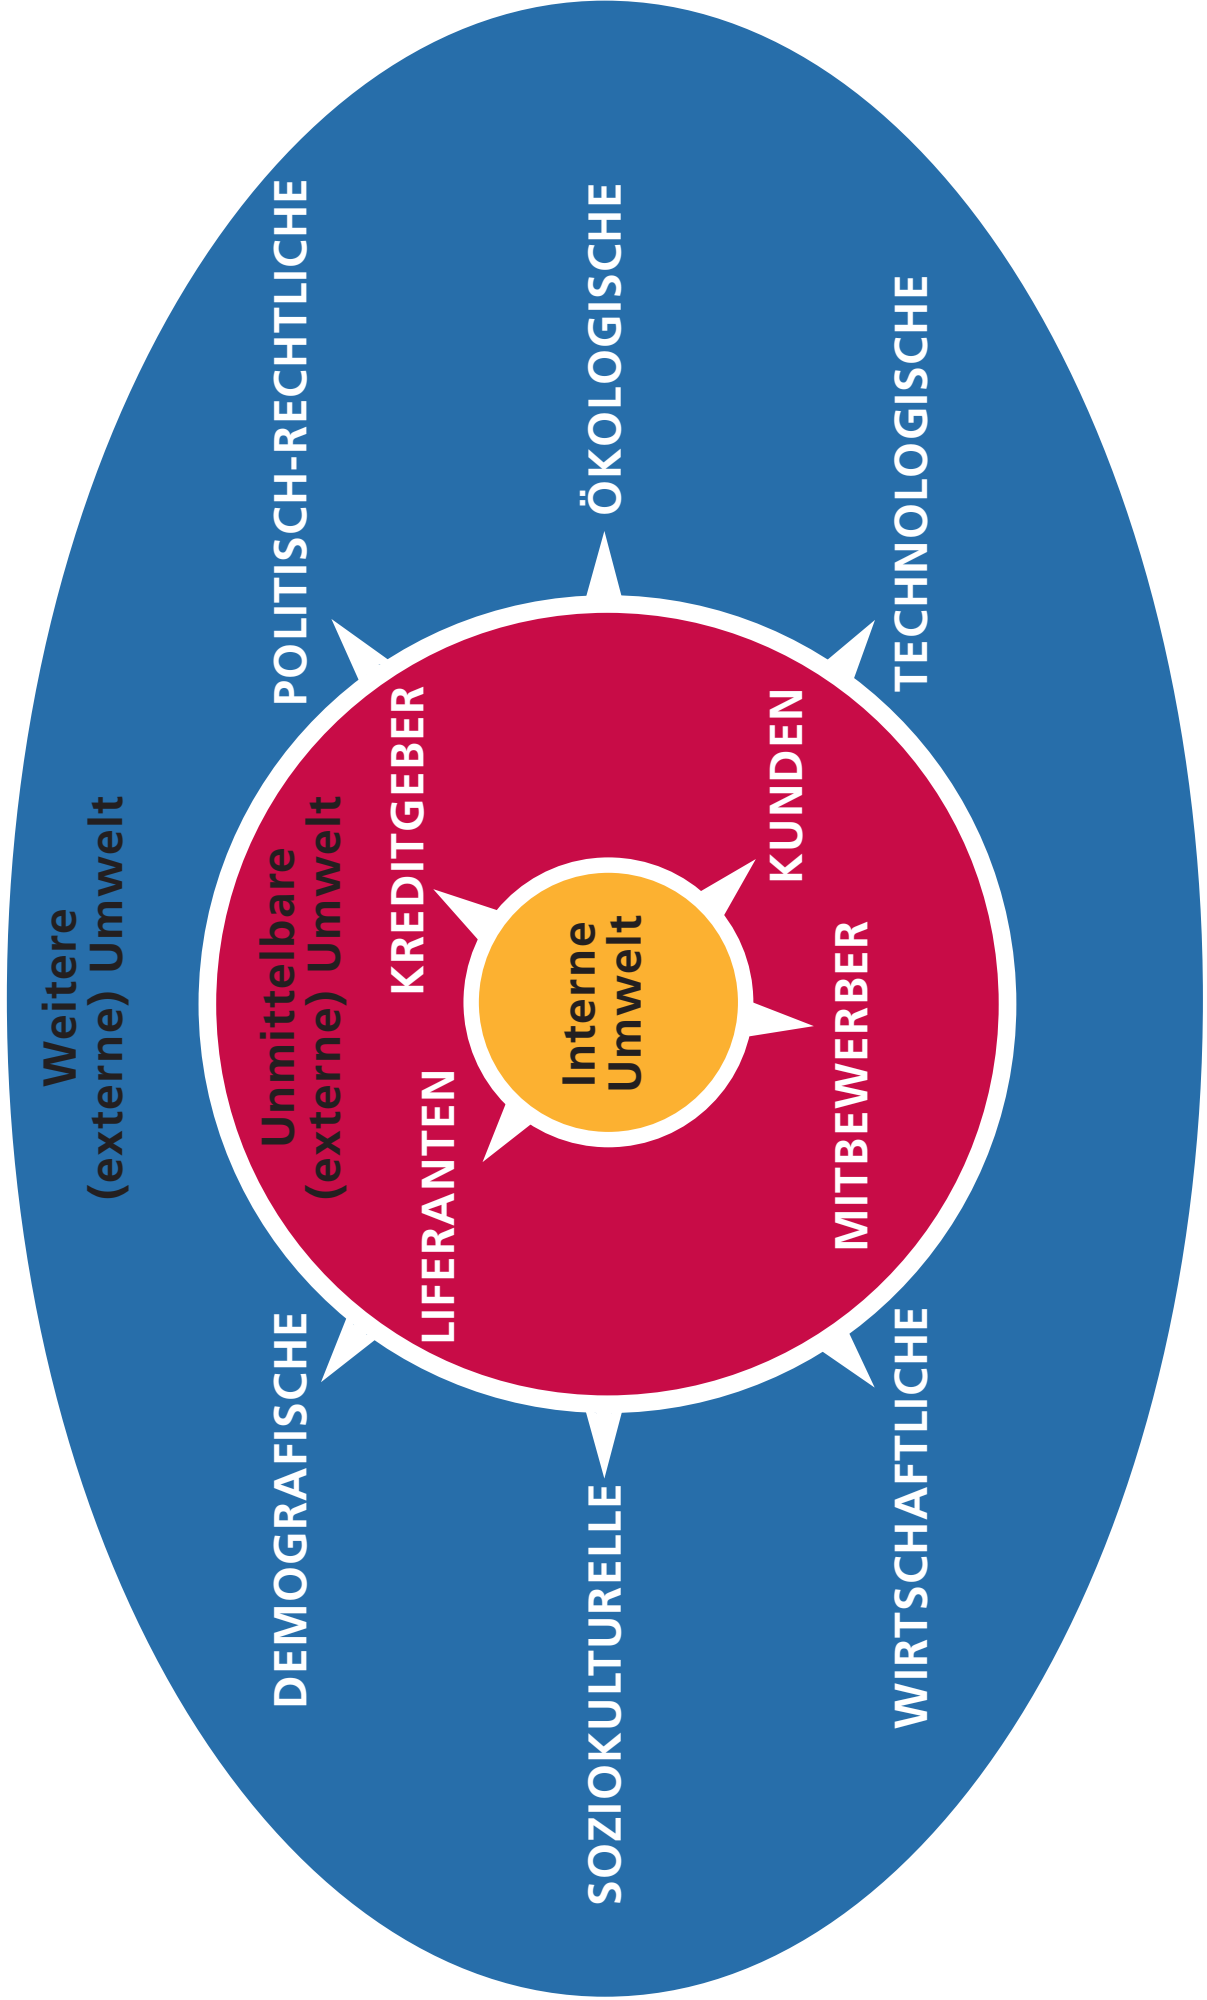 Weitere
(externe) Umwelt
DEMOGRAFISCHE
POLITISCH-RECHTLICHE
Unmittelbare
(externe) Umwelt
KREDITGEBER
LIFERANTEN
SOZIOKULTURELLE
Interne
Umwelt
ÖKOLOGISCHE
KUNDEN
MITBEWERBER
WIRTSCHAFTLICHE
TECHNOLOGISCHE